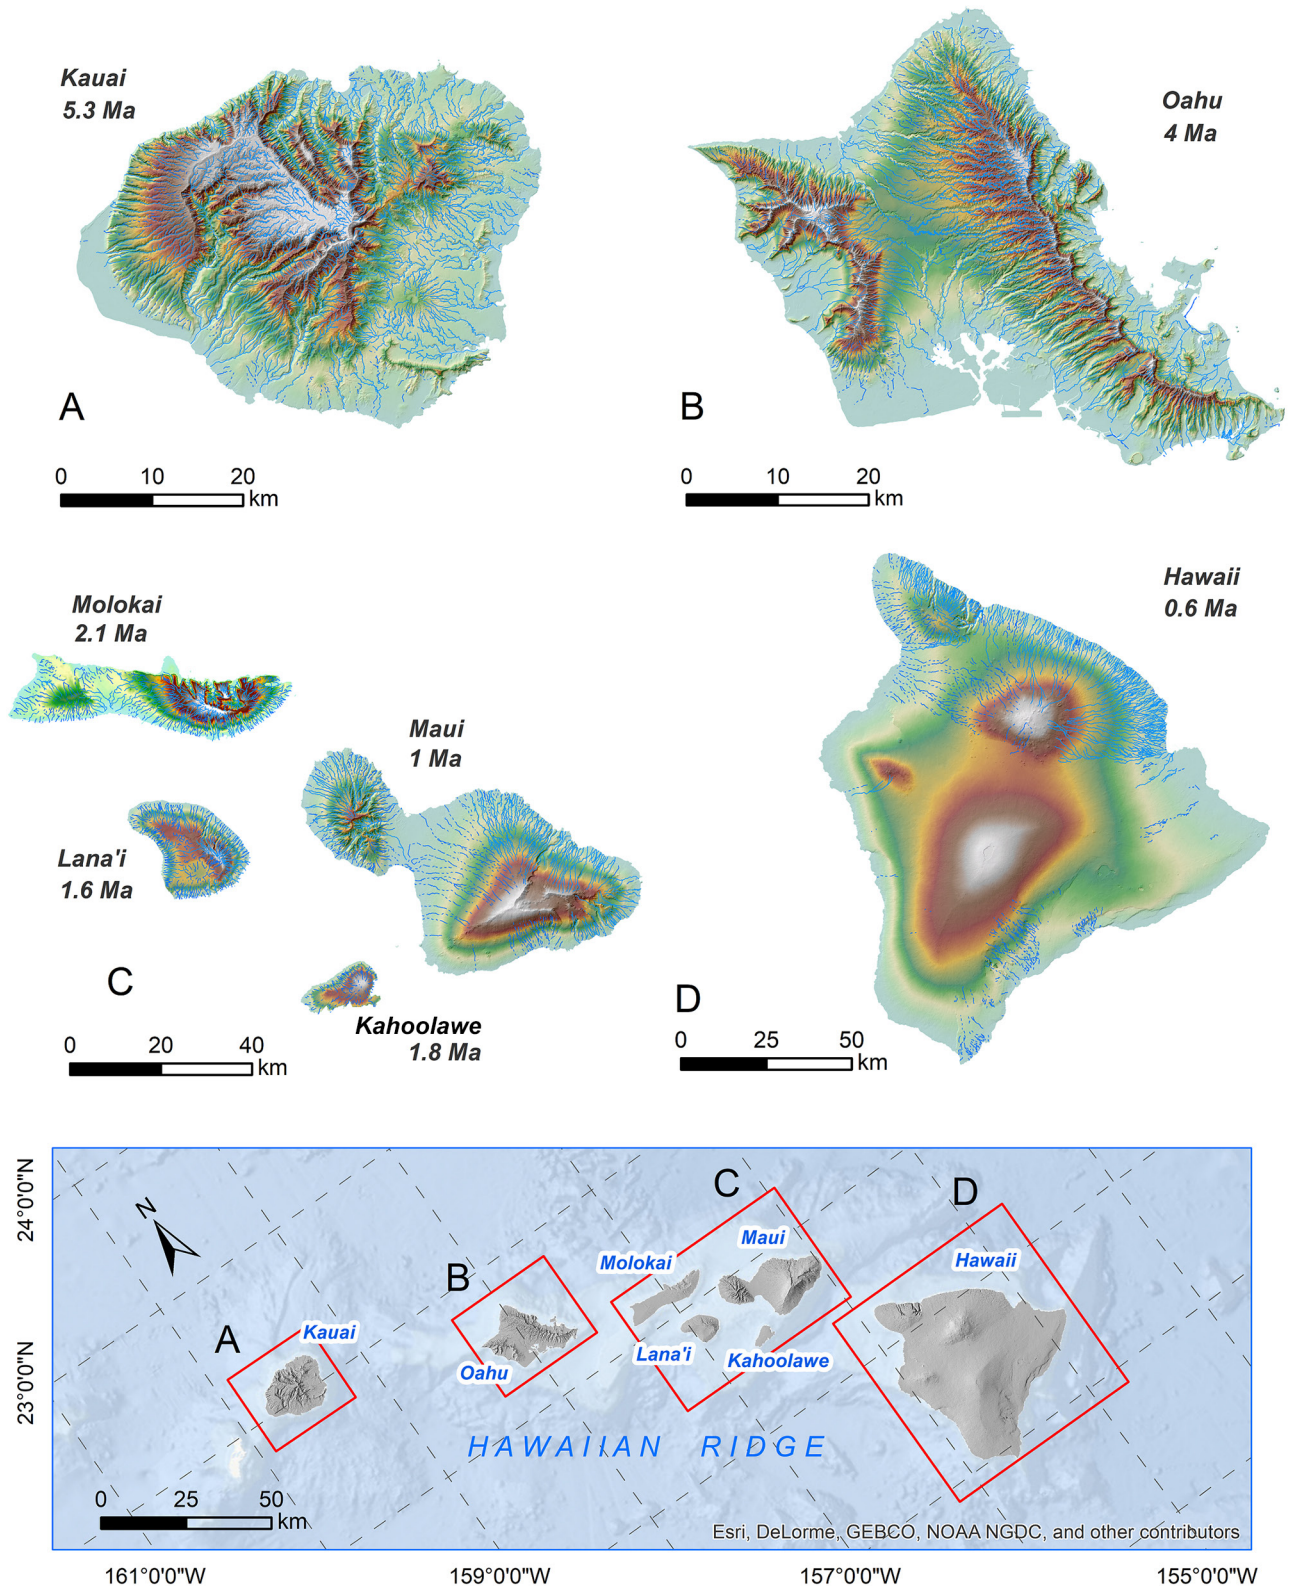 Kauai
5.3 Ma
A
0 10 20
km
Oahu
4 Ma
B
0 10 20
km
Molokai
2.1 Ma
Maui
1 Ma
Lana'i
1.6 Ma
C
Kahoolawe
1.8 Ma
0 20 40
km
Hawaii
0.6 Ma
D
0 25 50
km
24°0'0"N
23°0'0"N
N
A
Kauai
B
Oahu
C
Molokai
Maui
Lana'i
Kahoolawe
D
Hawaii
HAWAIIAN RIDGE
0 25 50
km
Esri, DeLorme, GEBCO, NOAA NGDC, and other contributors
161°0'0"W 159°0'0"W 157°0'0"W 155°0'0"W